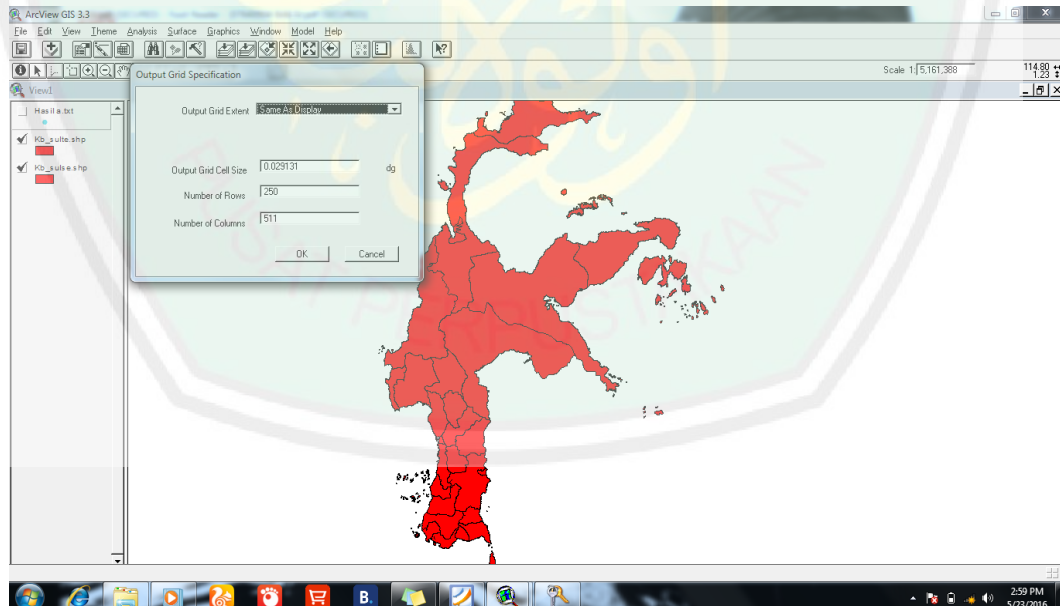 ArcView GIS 3.3
File Edit View Theme Analysis Surface Graphics Window Model Help
Scale 1: 5,161,388
114.80
1.23
View1
Hasil a.txt
Kb_sulte.shp
Kb_sulse.shp
Output Grid Specification
Output Grid Extent Same As Display
Output Grid Cell Size 0.029131 dg
Number of Rows 250
Number of Columns 511
OK Cancel
PUSAT PERPUSTAKAAN
B.
2:59 PM
5/23/2016